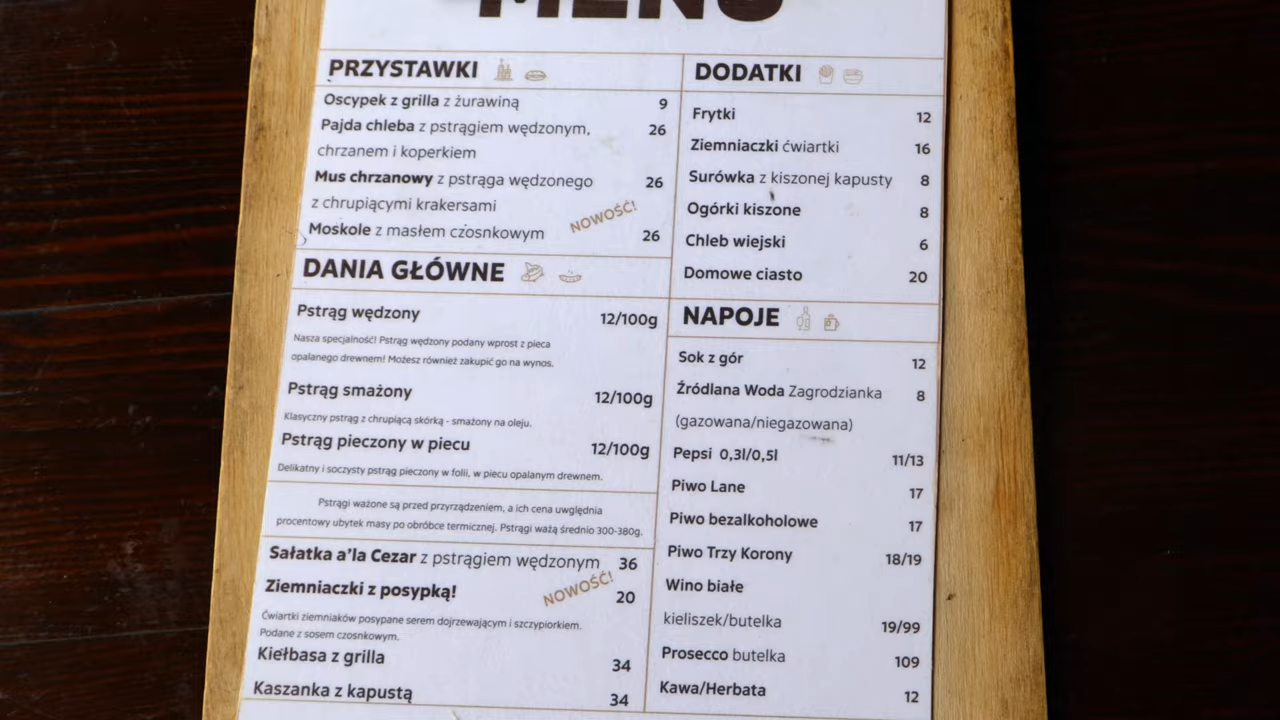 MENU
PRZYSTAWKI
Oscypek z grilla z żurawiną 9
Pajda chleba z pstrągiem wędzonym, 26
chrzanem i koperkiem
Mus chrzanowy z pstrąga wędzonego 26
z chrupiącymi krakersami
NOWOŚĆ!
Moskole z masłem czosnkowym 26
DANIA GŁÓWNE
Pstrąg wędzony 12/100g
Nasza specjalność! Pstrąg wędzony podany wprost z pieca
opalanego drewnem! Możesz również zakupić go na wynos.
Pstrąg smażony 12/100g
Klasyczny pstrąg z chrupiącą skórką - smażony na oleju.
Pstrąg pieczony w piecu 12/100g
Delikatny i soczysty pstrąg pieczony w folii, w piecu opalanym drewnem.
Pstrągi ważone są przed przyrządzeniem, a ich cena uwględnia
procentowy ubytek masy po obróbce termicznej. Pstrągi ważą średnio 300-380g.
Sałatka a'la Cezar z pstrągiem wędzonym 36
NOWOŚĆ!
Ziemniaczki z posypką! 20
Ćwiartki ziemniaków posypane serem dojrzewającym i szczypiorkiem.
Podane z sosem czosnkowym.
Kiełbasa z grilla 34
Kaszanka z kapustą 34
DODATKI
Frytki 12
Ziemniaczki ćwiartki 16
Surówka z kiszonej kapusty 8
Ogórki kiszone 8
Chleb wiejski 6
Domowe ciasto 20
NAPOJE
Sok z gór 12
Źródlana Woda Zagrodzianka 8
(gazowana/niegazowana)
Pepsi 0,3l/0,5l 11/13
Piwo Lane 17
Piwo bezalkoholowe 17
Piwo Trzy Korony 18/19
Wino białe
kieliszek/butelka 19/99
Prosecco butelka 109
Kawa/Herbata 12